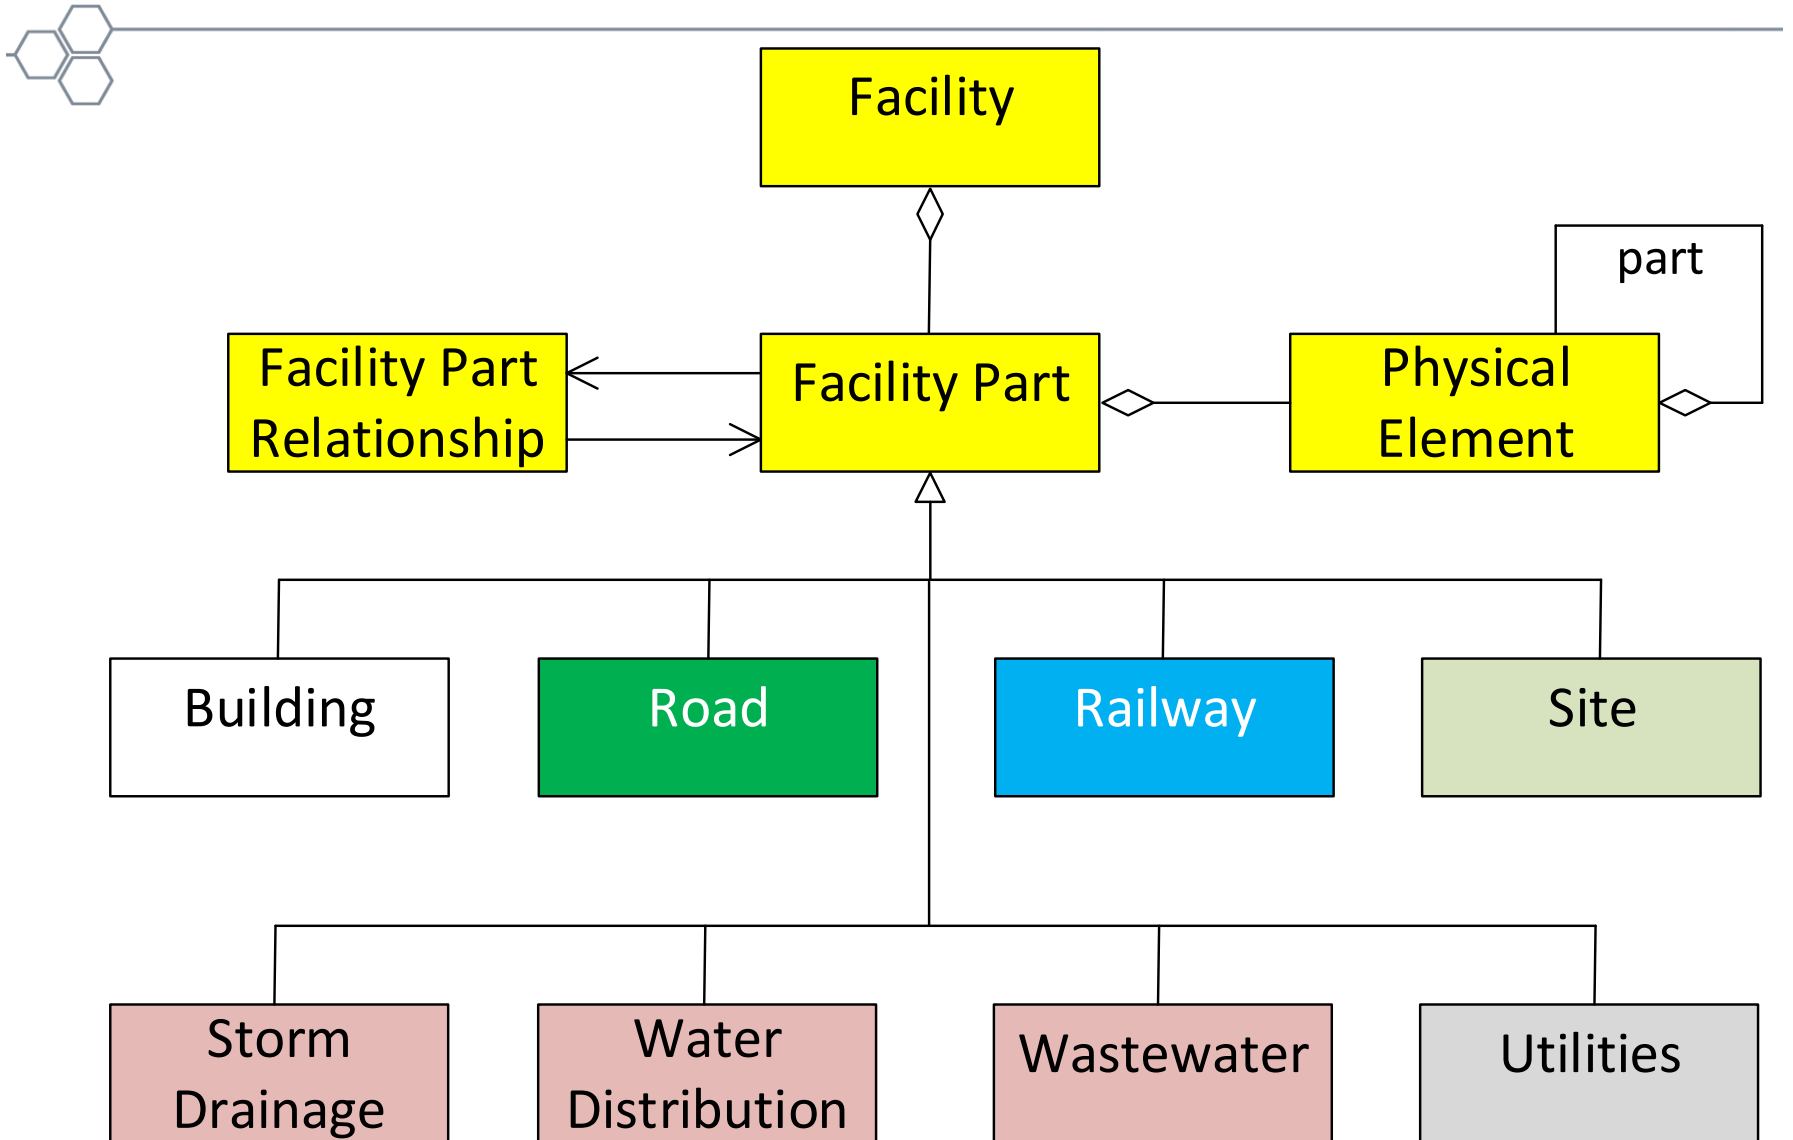 Facility
part
Facility Part
Relationship
Facility Part
Physical
Element
Building
Road
Railway
Site
Storm
Drainage
Water
Distribution
Wastewater
Utilities